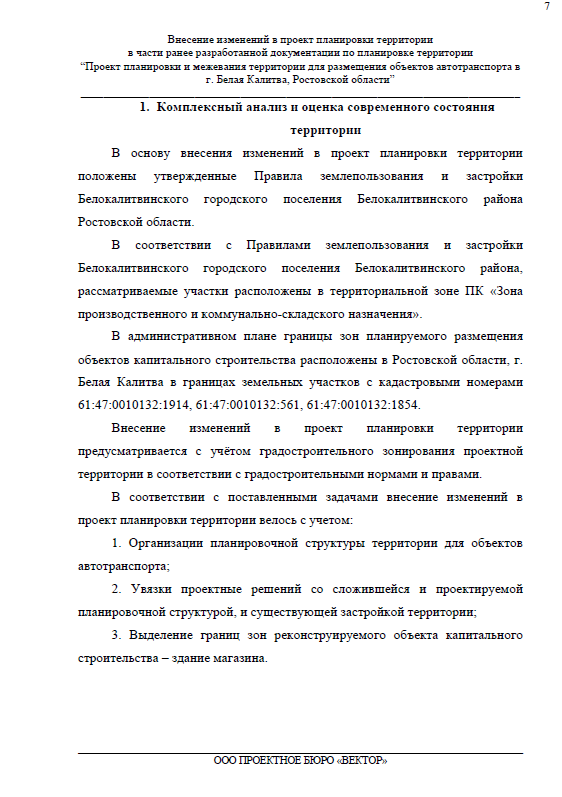 7
Внесение изменений в проект планировки территории
в части ранее разработанной документации по планировке территории
“Проект планировки и межевания территории для размещения объектов автотранспорта в
г. Белая Калитва, Ростовской области”
1. Комплексный анализ и оценка современного состояния
территории
В основу внесения изменений в проект планировки территории
положены утвержденные Правила землепользования и застройки
Белокалитвинского городского поселения Белокалитвинского района
Ростовской области.
В соответствии с Правилами землепользования и застройки
Белокалитвинского городского поселения Белокалитвинского района,
рассматриваемые участки расположены в территориальной зоне ПК «Зона
производственного и коммунально-складского назначения».
В административном плане границы зон планируемого размещения
объектов капитального строительства расположены в Ростовской области, г.
Белая Калитва в границах земельных участков с кадастровыми номерами
61:47:0010132:1914, 61:47:0010132:561, 61:47:0010132:1854.
Внесение изменений в проект планировки территории
предусматривается с учётом градостроительного зонирования проектной
территории в соответствии с градостроительными нормами и правами.
В соответствии с поставленными задачами внесение изменений в
проект планировки территории велось с учетом:
1. Организации планировочной структуры территории для объектов
автотранспорта;
2. Увязки проектные решений со сложившейся и проектируемой
планировочной структурой, и существующей застройкой территории;
3. Выделение границ зон реконструируемого объекта капитального
строительства – здание магазина.
ООО ПРОЕКТНОЕ БЮРО «ВЕКТОР»